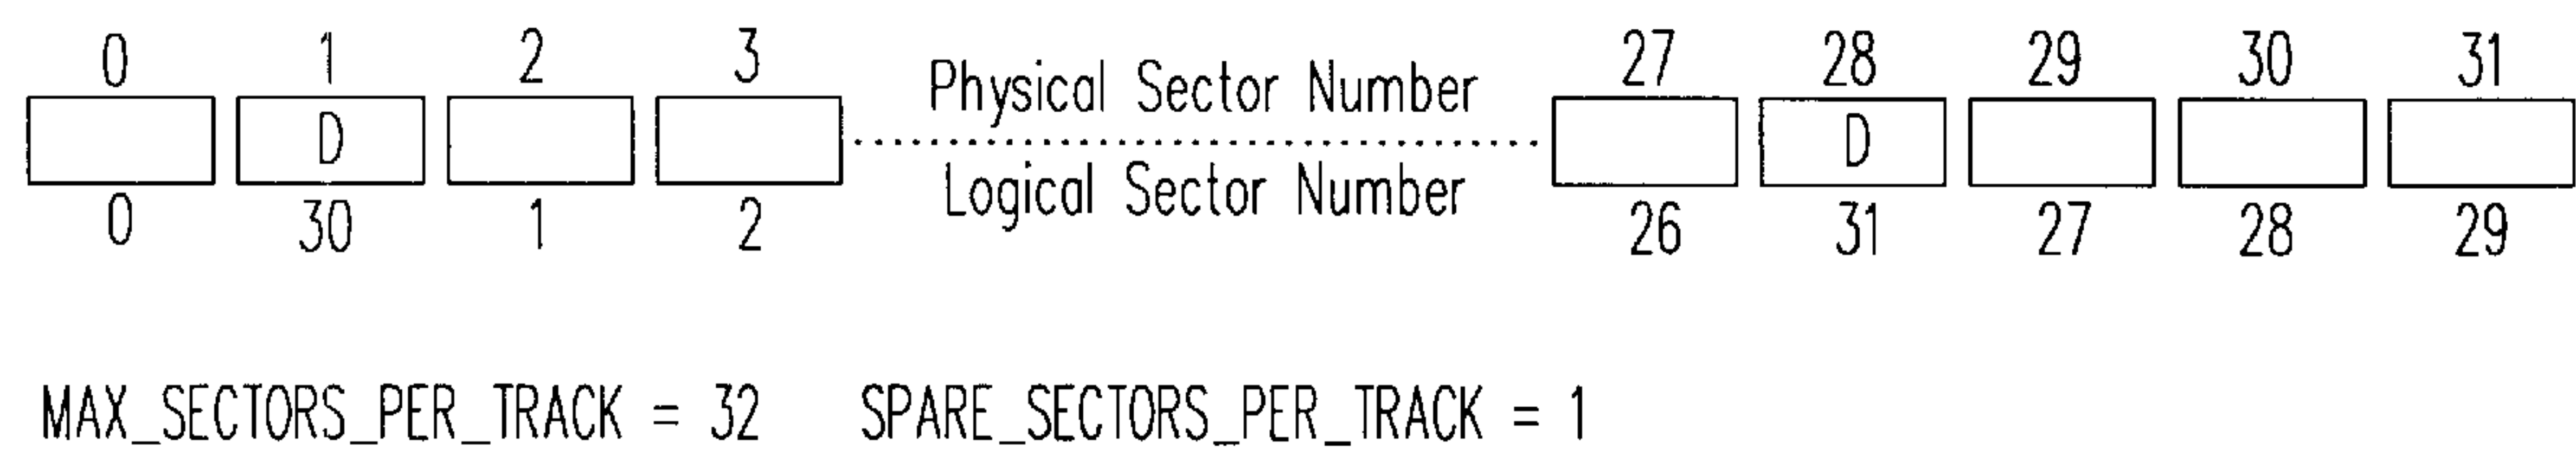 0 1 2 3 Physical Sector Number 27 28 29 30 31
D D
0 30 1 2 Logical Sector Number 26 31 27 28 29
MAX_SECTORS_PER_TRACK = 32 SPARE_SECTORS_PER_TRACK = 1